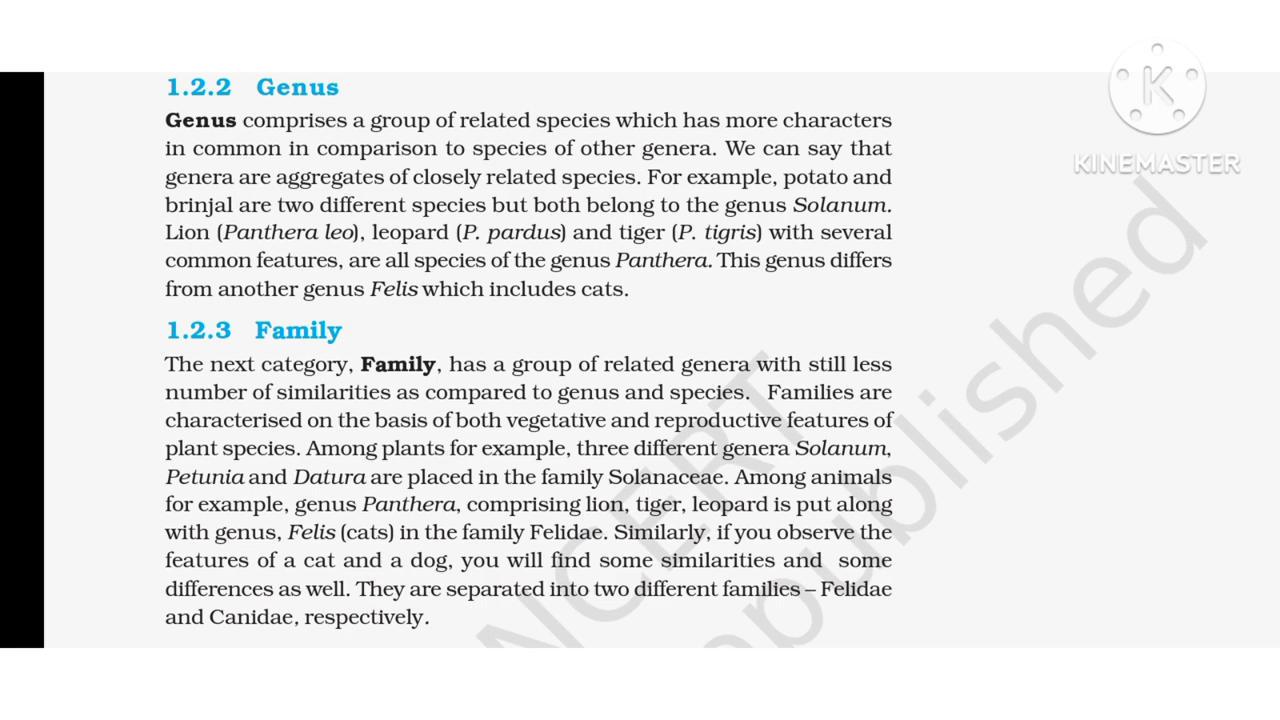 1.2.2 Genus
Genus comprises a group of related species which has more characters
in common in comparison to species of other genera. We can say that
genera are aggregates of closely related species. For example, potato and
brinjal are two different species but both belong to the genus Solanum.
Lion (Panthera leo), leopard (P. pardus) and tiger (P. tigris) with several
common features, are all species of the genus Panthera. This genus differs
from another genus Felis which includes cats.
1.2.3 Family
The next category, Family, has a group of related genera with still less
number of similarities as compared to genus and species. Families are
characterised on the basis of both vegetative and reproductive features of
plant species. Among plants for example, three different genera Solanum,
Petunia and Datura are placed in the family Solanaceae. Among animals
for example, genus Panthera, comprising lion, tiger, leopard is put along
with genus, Felis (cats) in the family Felidae. Similarly, if you observe the
features of a cat and a dog, you will find some similarities and some
differences as well. They are separated into two different families – Felidae
and Canidae, respectively.
K
KINEMASTER
NCERT
republished